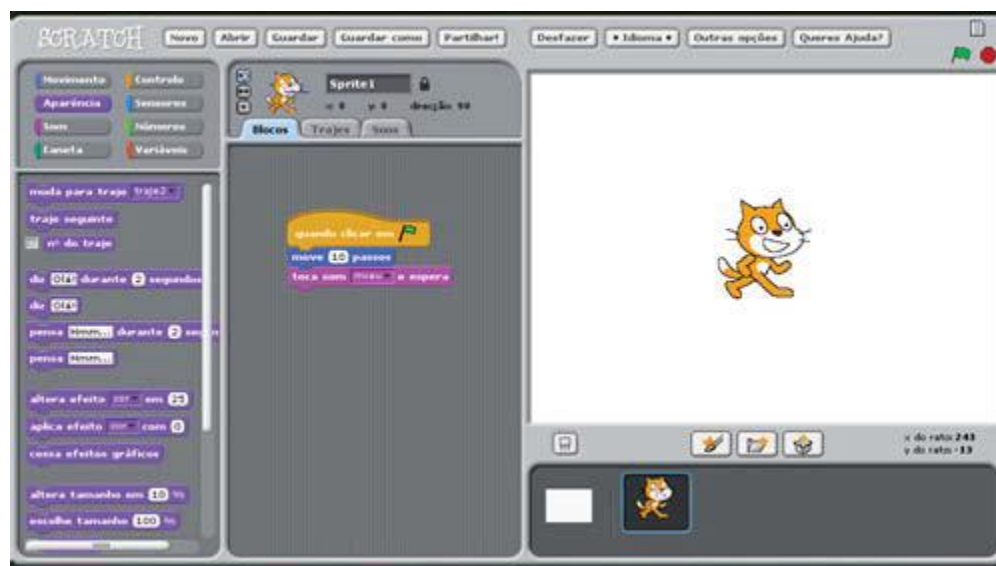 SCRATCH Novo Abrir Guardar Guardar como Partilhar! Desfazer • Idioma • Outras opções Queres Ajuda?
Movimento Controlo
Aparência Sensores
Som Números
Caneta Variáveis
Sprite1
x: 0 y: 0 direcção 90
Blocos Trajes Sons
muda para traje traje2
traje seguinte
nº do traje
diz Olá! durante 2 segundos
diz Olá!
pensa Hmm... durante 2
pensa Hmm...
altera efeito cor em 25
aplica efeito cor com 0
cessa efeitos gráficos
altera tamanho em 10 %
escolhe tamanho 100 %
quando clicar em
move 10 passos
toca som miau e espera
x do rato: 243
y do rato: -13